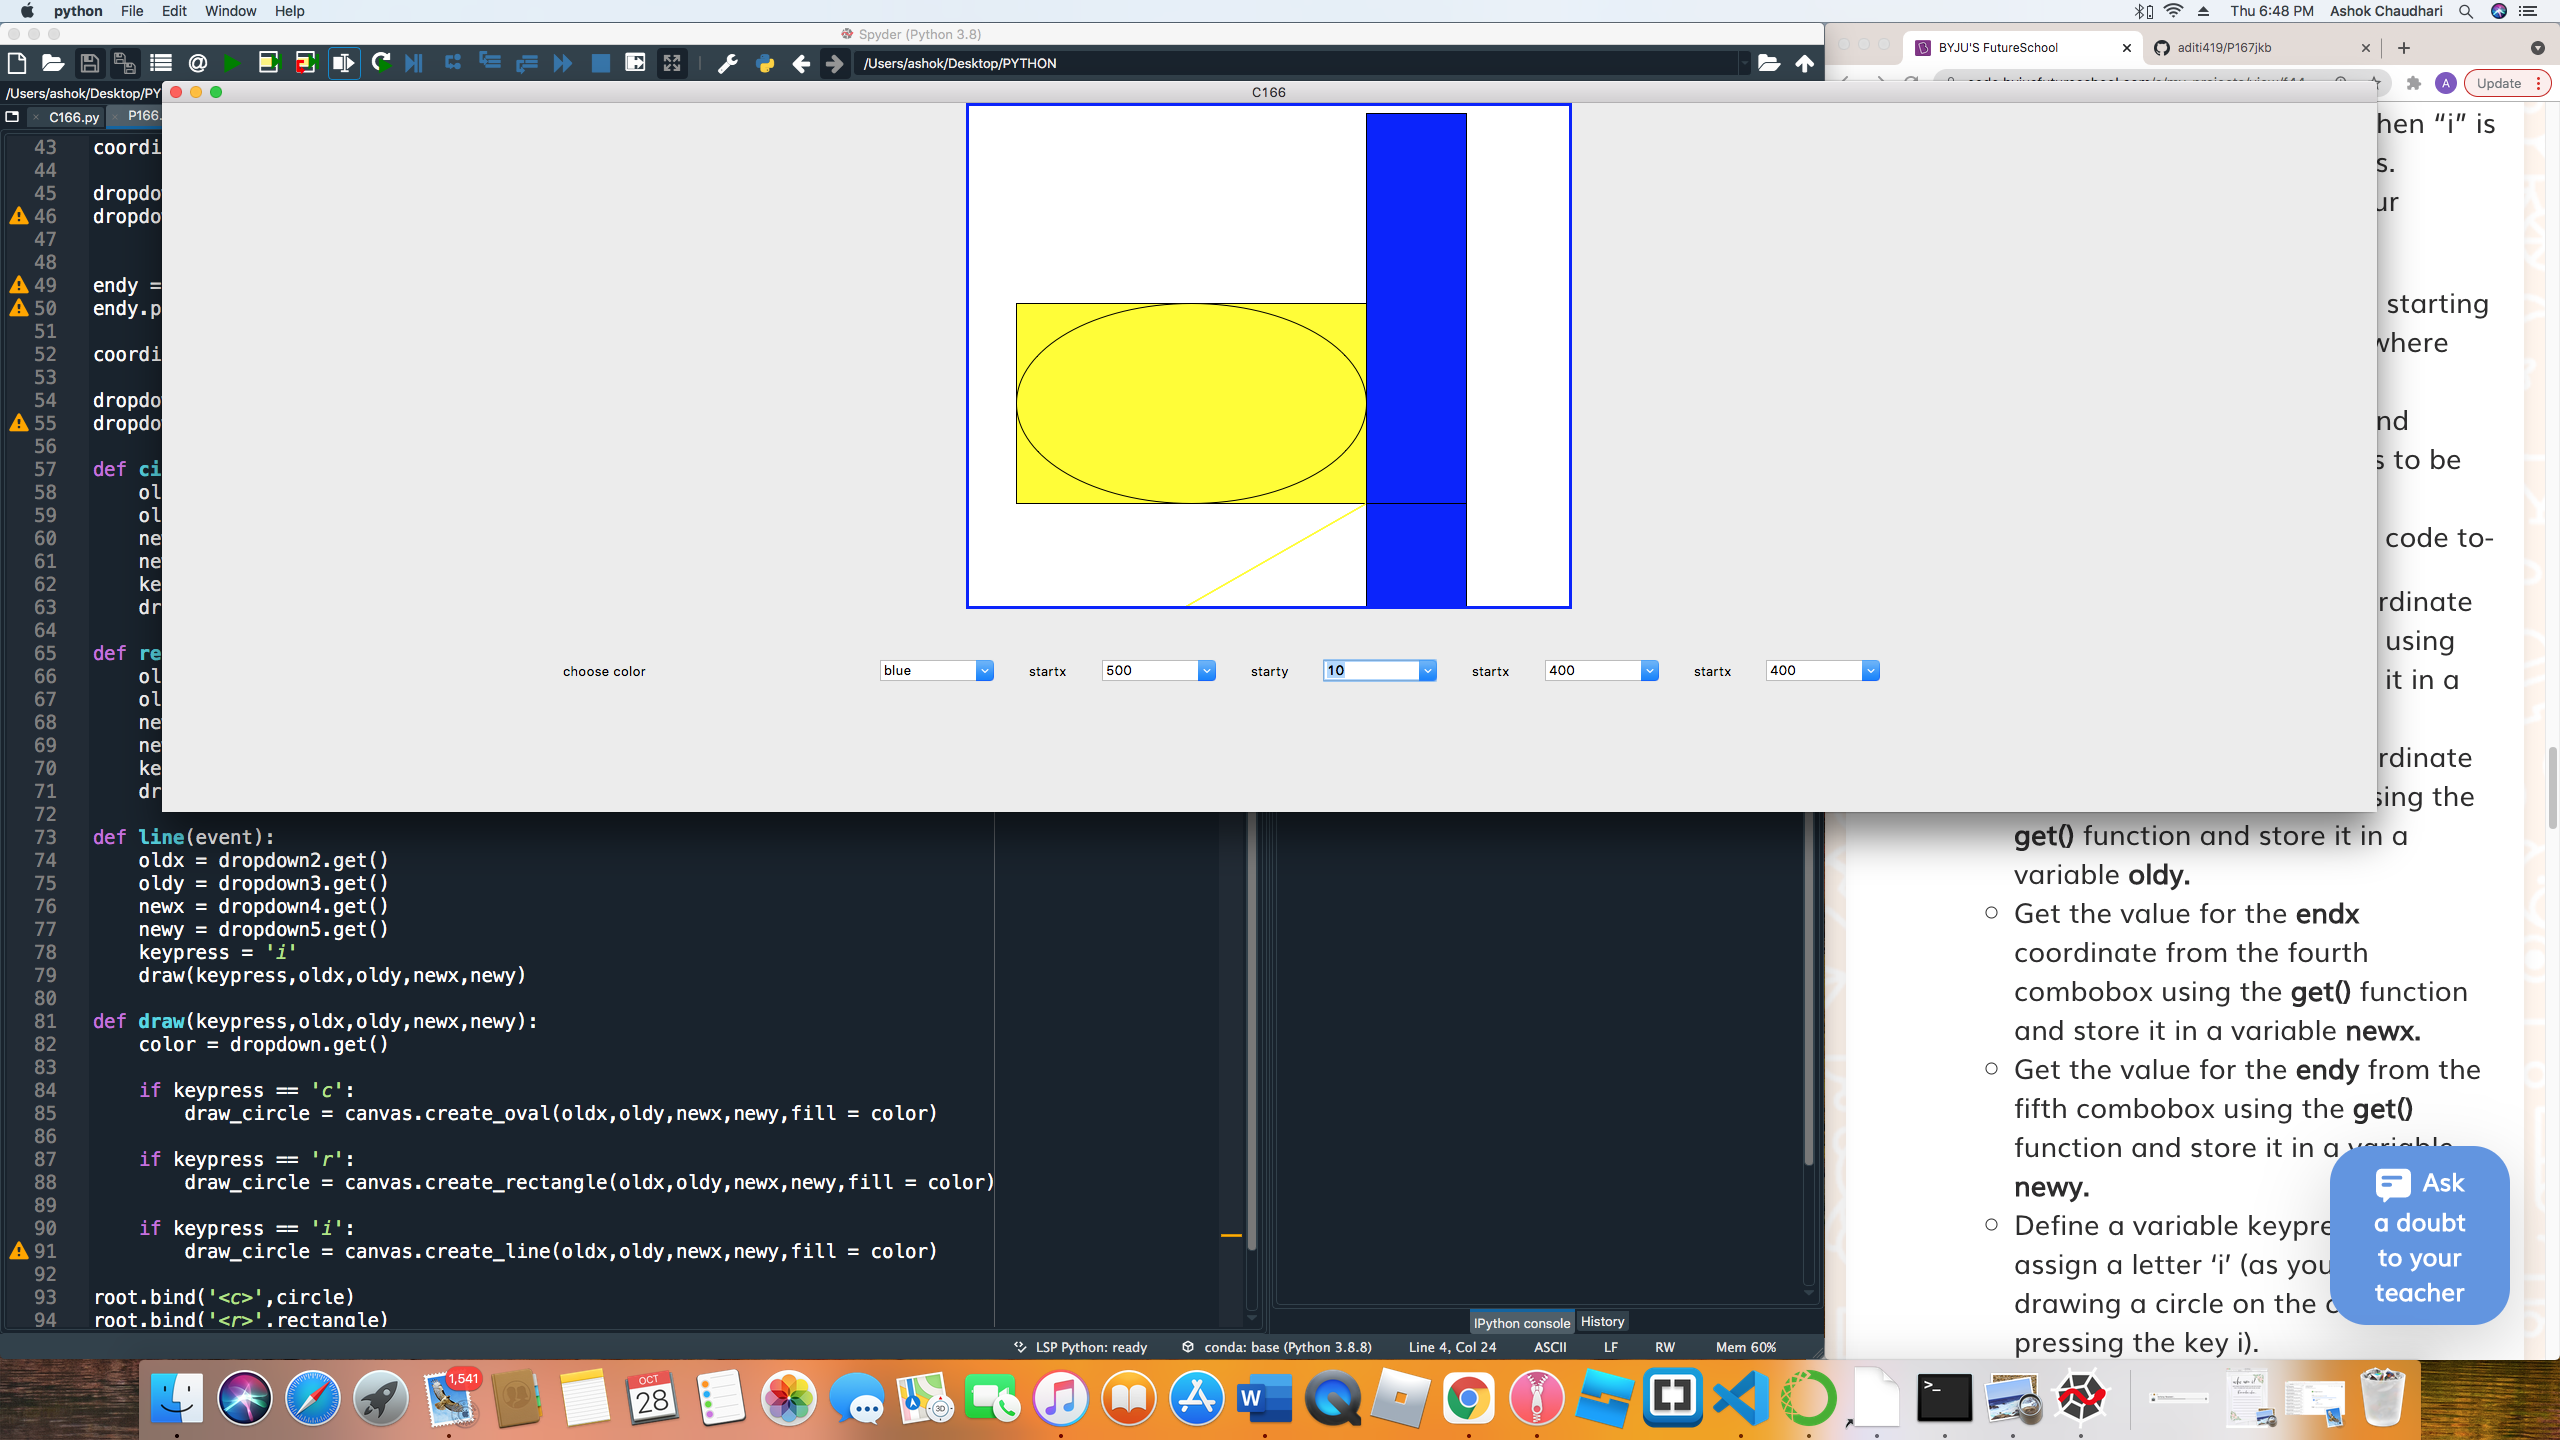 python File Edit Window Help
Thu 6:48 PM Ashok Chaudhari
Spyder (Python 3.8)
/Users/ashok/Desktop/PYTHON
BYJU'S FutureSchool
aditi419/P167jkb
A
Update
/Users/ashok/Desktop/PY
C166.py P166.
C166
43 coordi
44
45 dropdo
46 dropdo
47
48
49 endy =
50 endy.p
51
52 coordi
53
54 dropdo
55 dropdo
56
57 def ci
58 ol
59 ol
60 ne
61 ne
62 ke
63 dr
64
65 def re
66 ol
67 ol
68 ne
69 ne
70 ke
71 dr
72
73 def line(event):
74 oldx = dropdown2.get()
75 oldy = dropdown3.get()
76 newx = dropdown4.get()
77 newy = dropdown5.get()
78 keypress = 'i'
79 draw(keypress,oldx,oldy,newx,newy)
80
81 def draw(keypress,oldx,oldy,newx,newy):
82 color = dropdown.get()
83
84 if keypress == 'c':
85 draw_circle = canvas.create_oval(oldx,oldy,newx,newy,fill = color)
86
87 if keypress == 'r':
88 draw_circle = canvas.create_rectangle(oldx,oldy,newx,newy,fill = color)
89
90 if keypress == 'i':
91 draw_circle = canvas.create_line(oldx,oldy,newx,newy,fill = color)
92
93 root.bind('<c>',circle)
94 root.bind('<r>',rectangle)
choose color blue startx 500 starty 10 startx 400 startx 400
hen “i” is
s.
ur
starting
where
nd
s to be
code to-
rdinate
using
it in a
rdinate
sing the
get() function and store it in a
variable oldy.
Get the value for the endx
coordinate from the fourth
combobox using the get() function
and store it in a variable newx.
Get the value for the endy from the
fifth combobox using the get()
function and store it in a variable
newy.
Define a variable keypre
assign a letter ‘i’ (as you
drawing a circle on the
pressing the key i).
Ask
a doubt
to your
teacher
IPython console History
LSP Python: ready conda: base (Python 3.8.8) Line 4, Col 24 ASCII LF RW Mem 60%
1,541
OCT
28
3D
W